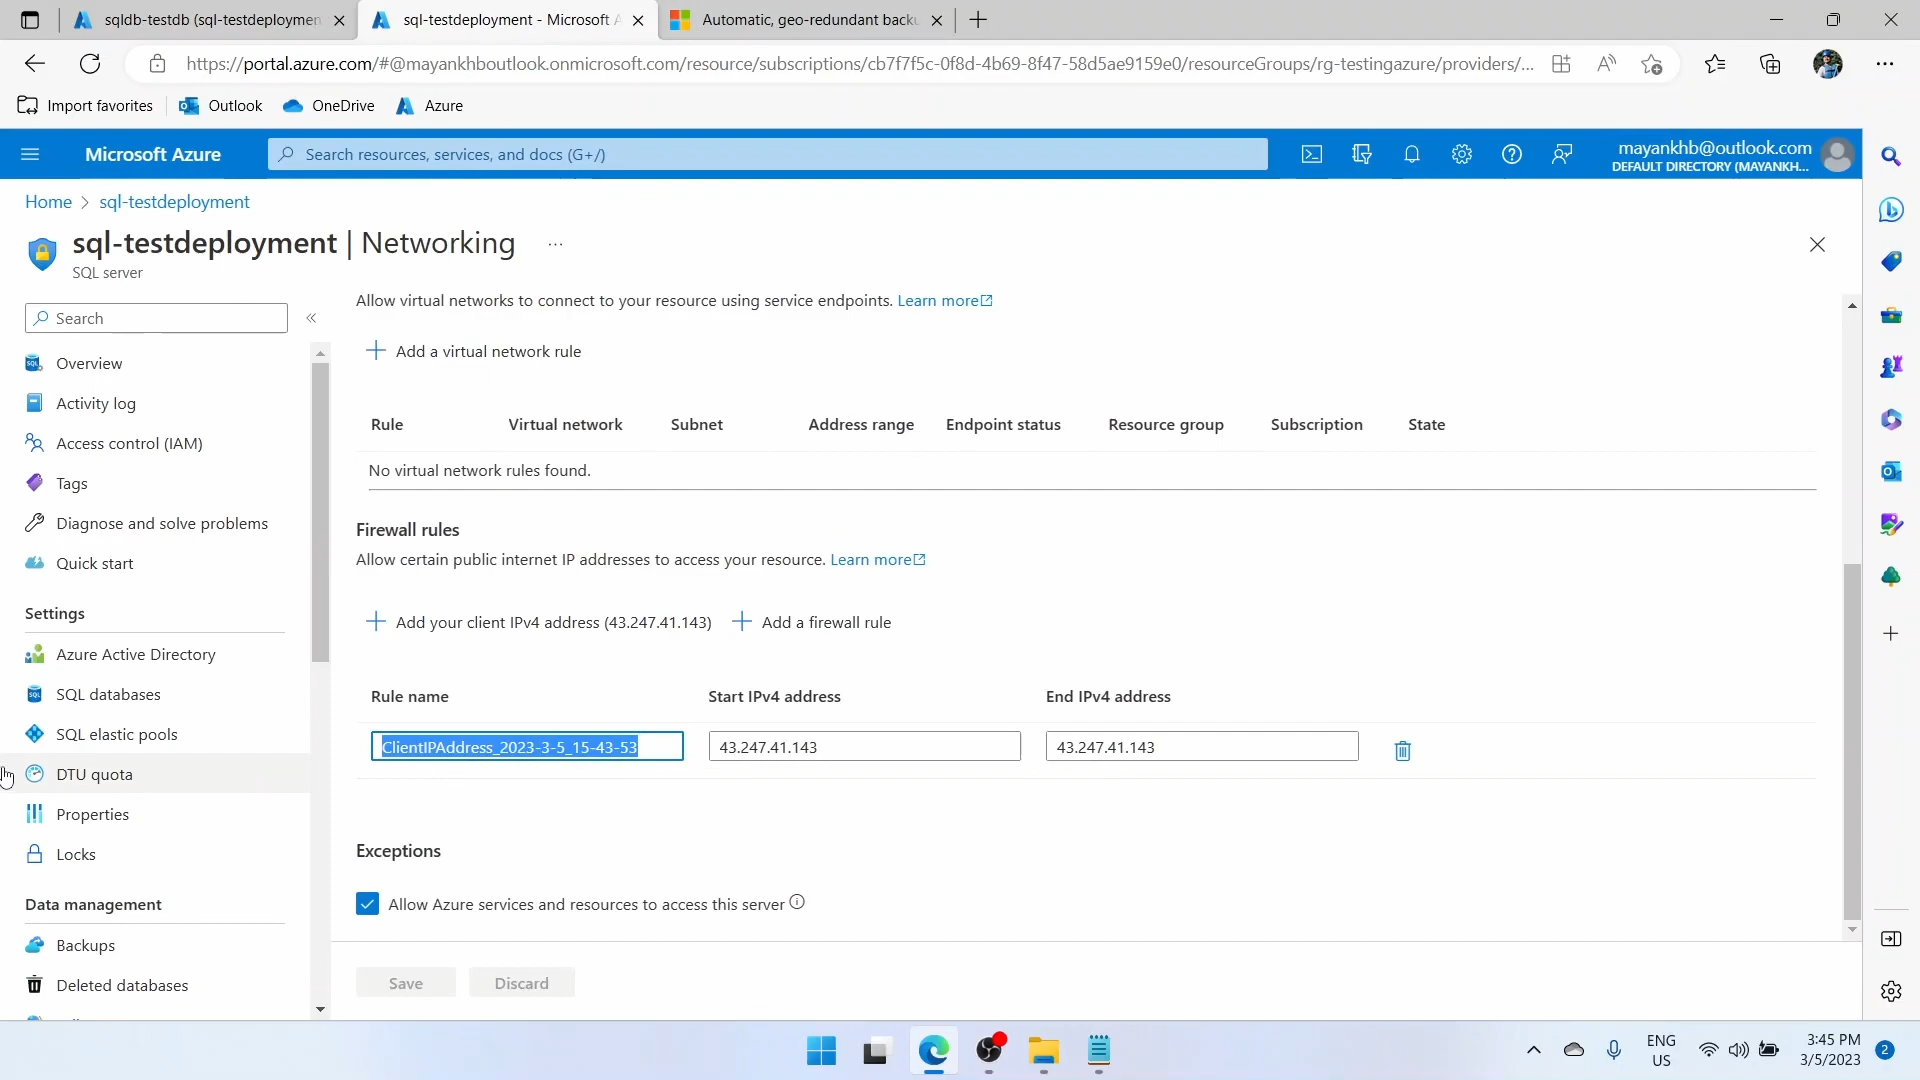 sqldb-testdb (sql-testdeploymen
sql-testdeployment - Microsoft A
Automatic, geo-redundant backu
https://portal.azure.com/#@mayankhboutlook.onmicrosoft.com/resource/subscriptions/cb7f7f5c-0f8d-4b69-8f47-58d5ae9159e0/resourceGroups/rg-testingazure/providers/...
Import favorites
Outlook
OneDrive
Azure
Microsoft Azure
Search resources, services, and docs (G+/)
mayankhb@outlook.com
DEFAULT DIRECTORY (MAYANKH...
Home > sql-testdeployment
sql-testdeployment | Networking ...
SQL server
Search
Overview
Activity log
Access control (IAM)
Tags
Diagnose and solve problems
Quick start
Settings
Azure Active Directory
SQL databases
SQL elastic pools
DTU quota
Properties
Locks
Data management
Backups
Deleted databases
Allow virtual networks to connect to your resource using service endpoints. Learn more
Add a virtual network rule
Rule Virtual network Subnet Address range Endpoint status Resource group Subscription State
No virtual network rules found.
Firewall rules
Allow certain public internet IP addresses to access your resource. Learn more
Add your client IPv4 address (43.247.41.143) Add a firewall rule
Rule name Start IPv4 address End IPv4 address
ClientIPAddress_2023-3-5_15-43-53 43.247.41.143 43.247.41.143
Exceptions
Allow Azure services and resources to access this server
Save Discard
ENG
US
3:45 PM
3/5/2023
2